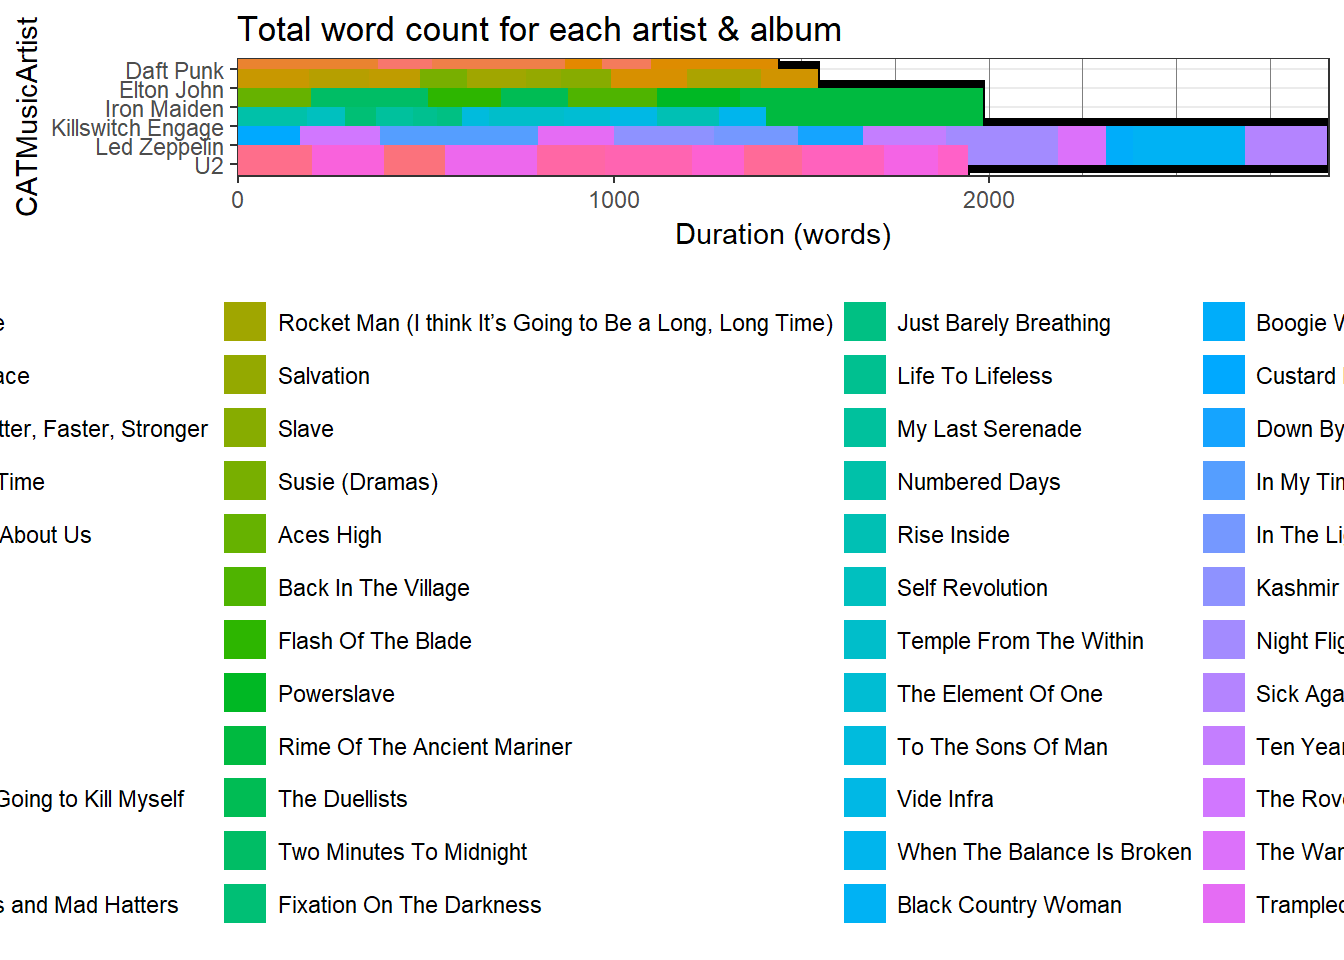 Total word count for each artist & album
CATMusicArtist
Daft Punk
Elton John
Iron Maiden
Killswitch Engage
Led Zeppelin
U2
0 1000 2000
Duration (words)
Rocket Man (I think It’s Going to Be a Long, Long Time) Just Barely Breathing Boogie
Salvation Life To Lifeless Custard
tter, Faster, Stronger Slave My Last Serenade Down By
Time Susie (Dramas) Numbered Days In My Tim
About Us Aces High Rise Inside In The Li
Back In The Village Self Revolution Kashmir
Flash Of The Blade Temple From The Within Night Flig
Powerslave The Element Of One Sick Aga
Rime Of The Ancient Mariner To The Sons Of Man Ten Year
Going to Kill Myself The Duellists Vide Infra The Rov
Two Minutes To Midnight When The Balance Is Broken The Wan
s and Mad Hatters Fixation On The Darkness Black Country Woman Trampled